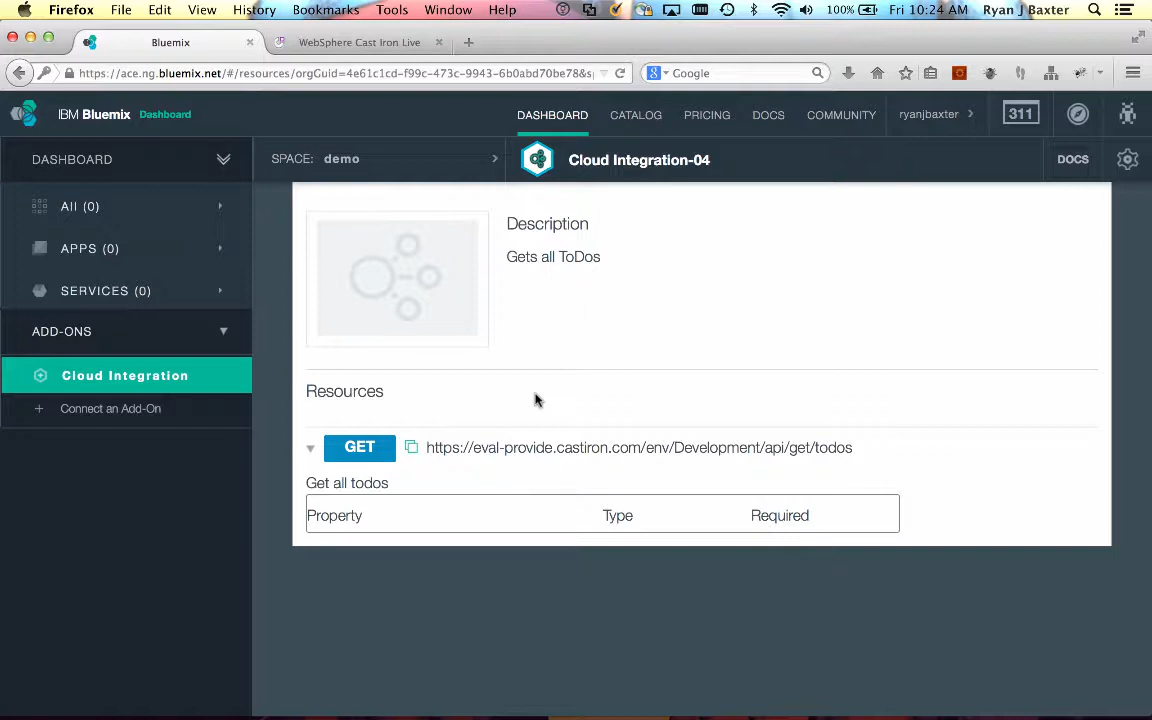 Firefox File Edit View History Bookmarks Tools Window Help 100% Fri 10:24 AM Ryan J Baxter
Bluemix
WebSphere Cast Iron Live
https://ace.ng.bluemix.net/#/resources/orgGuid=4e61c1cd-f99c-473c-9943-6b0abd70be78&s
Google
IBM Bluemix Dashboard
DASHBOARD CATALOG PRICING DOCS COMMUNITY ryanjbaxter 311
DASHBOARD
SPACE: demo
Cloud Integration-04
DOCS
All (0)
APPS (0)
SERVICES (0)
ADD-ONS
Cloud Integration
Connect an Add-On
Description
Gets all ToDos
Resources
GET https://eval-provide.castiron.com/env/Development/api/get/todos
Get all todos
Property Type Required